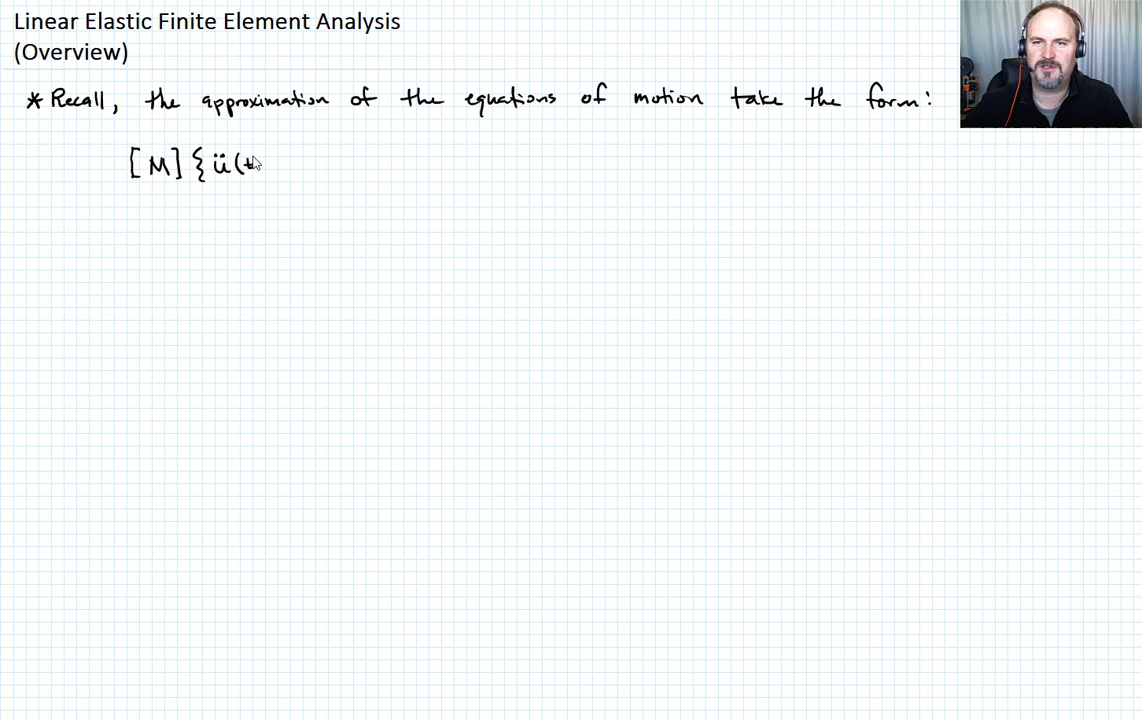 Linear Elastic Finite Element Analysis
(Overview)
* Recall, the approximation of the equations of motion take the form:
[M]{ü(t